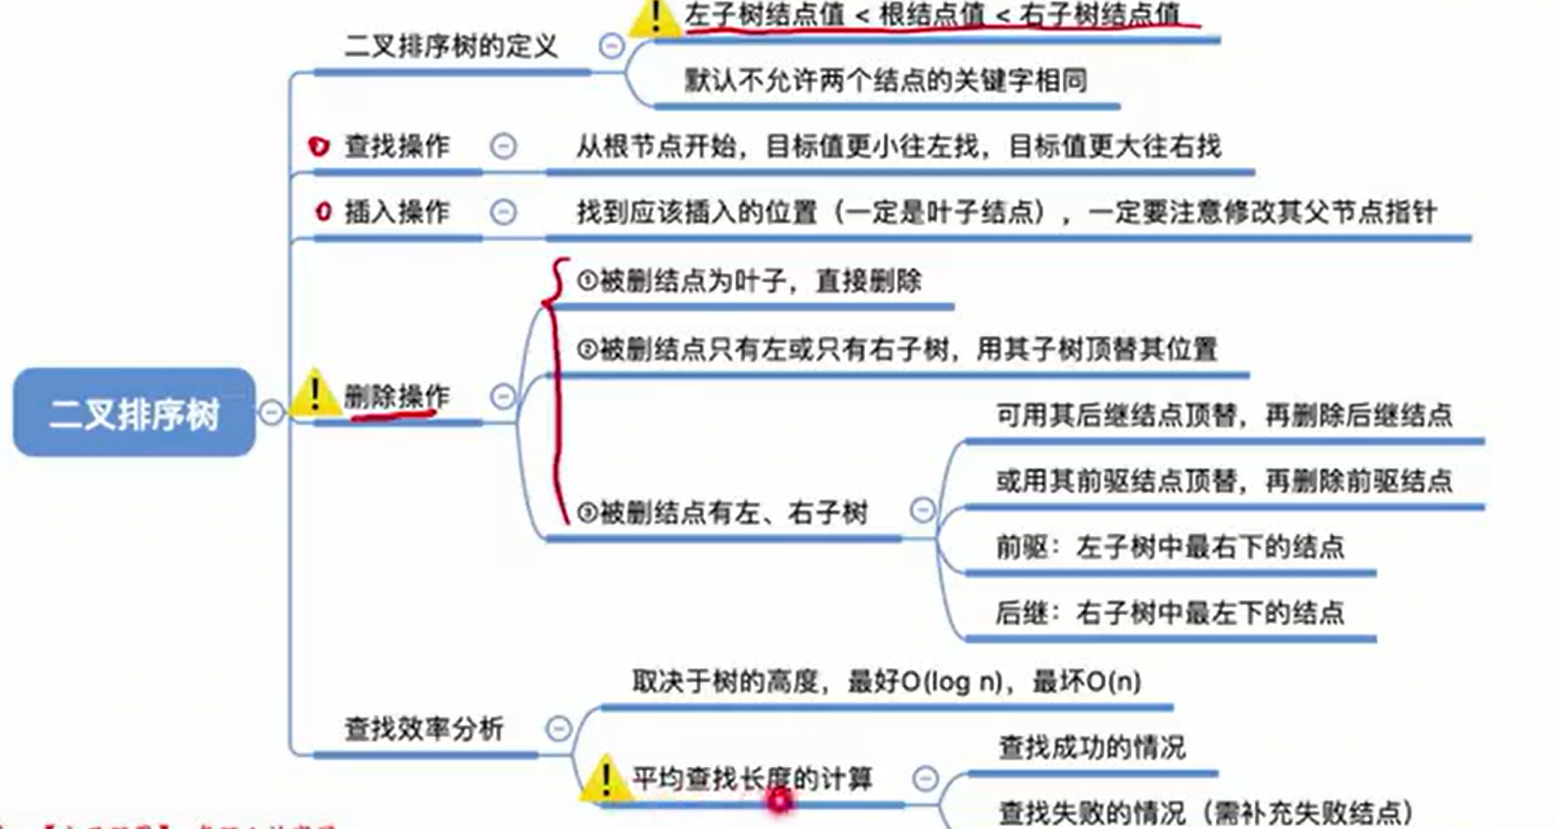 左子树结点值 < 根结点值 < 右子树结点值
二叉排序树的定义
默认不允许两个结点的关键字相同
查找操作
从根节点开始，目标值更小往左找，目标值更大往右找
插入操作
找到应该插入的位置（一定是叶子结点），一定要注意修改其父节点指针
①被删结点为叶子，直接删除
②被删结点只有左或只有右子树，用其子树顶替其位置
二叉排序树
删除操作
可用其后继结点顶替，再删除后继结点
或用其前驱结点顶替，再删除前驱结点
③被删结点有左、右子树
前驱：左子树中最右下的结点
后继：右子树中最左下的结点
取决于树的高度，最好O(log n)，最坏O(n)
查找效率分析
查找成功的情况
平均查找长度的计算
查找失败的情况（需补充失败结点）